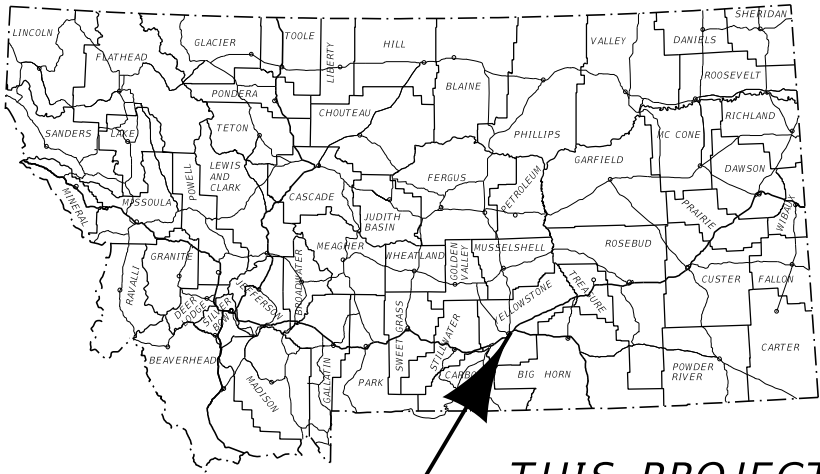 SHERIDAN
LINCOLN
GLACIER
TOOLE
LIBERTY
HILL
VALLEY
DANIELS
FLATHEAD
BLAINE
ROOSEVELT
PONDERA
CHOUTEAU
RICHLAND
SANDERS
LAKE
TETON
PHILLIPS
MC CONE
GARFIELD
DAWSON
LEWIS
AND
CLARK
POWELL
FERGUS
PETROLEUM
MINERAL
MISSOULA
CASCADE
JUDITH
BASIN
PRAIRIE
WIBAUX
MEAGHER
WHEATLAND
GOLDEN
VALLEY
MUSSELSHELL
ROSEBUD
GRANITE
BROADWATER
RAVALLI
JEFFERSON
TREASURE
CUSTER
FALLON
DEER
LODGE
SILVER
BOW
YELLOWSTONE
SWEET GRASS
STILLWATER
CARTER
BEAVERHEAD
MADISON
GALLATIN
PARK
CARBON
BIG HORN
POWDER
RIVER
THIS PROJECT